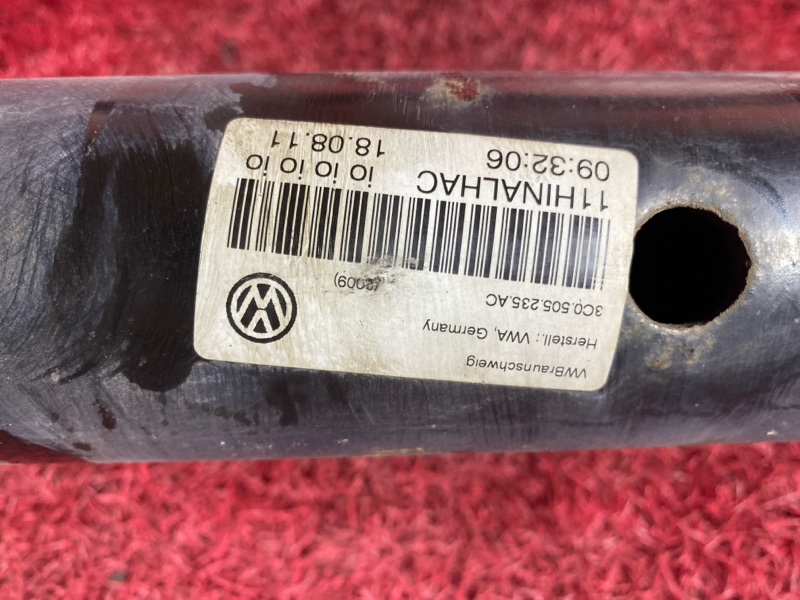 VWBraunschweig
Herstell.: VWA, Germany
3C0.505.235.AC (2009)
11HINALHAC io io io io
09:32:06 18.08.11